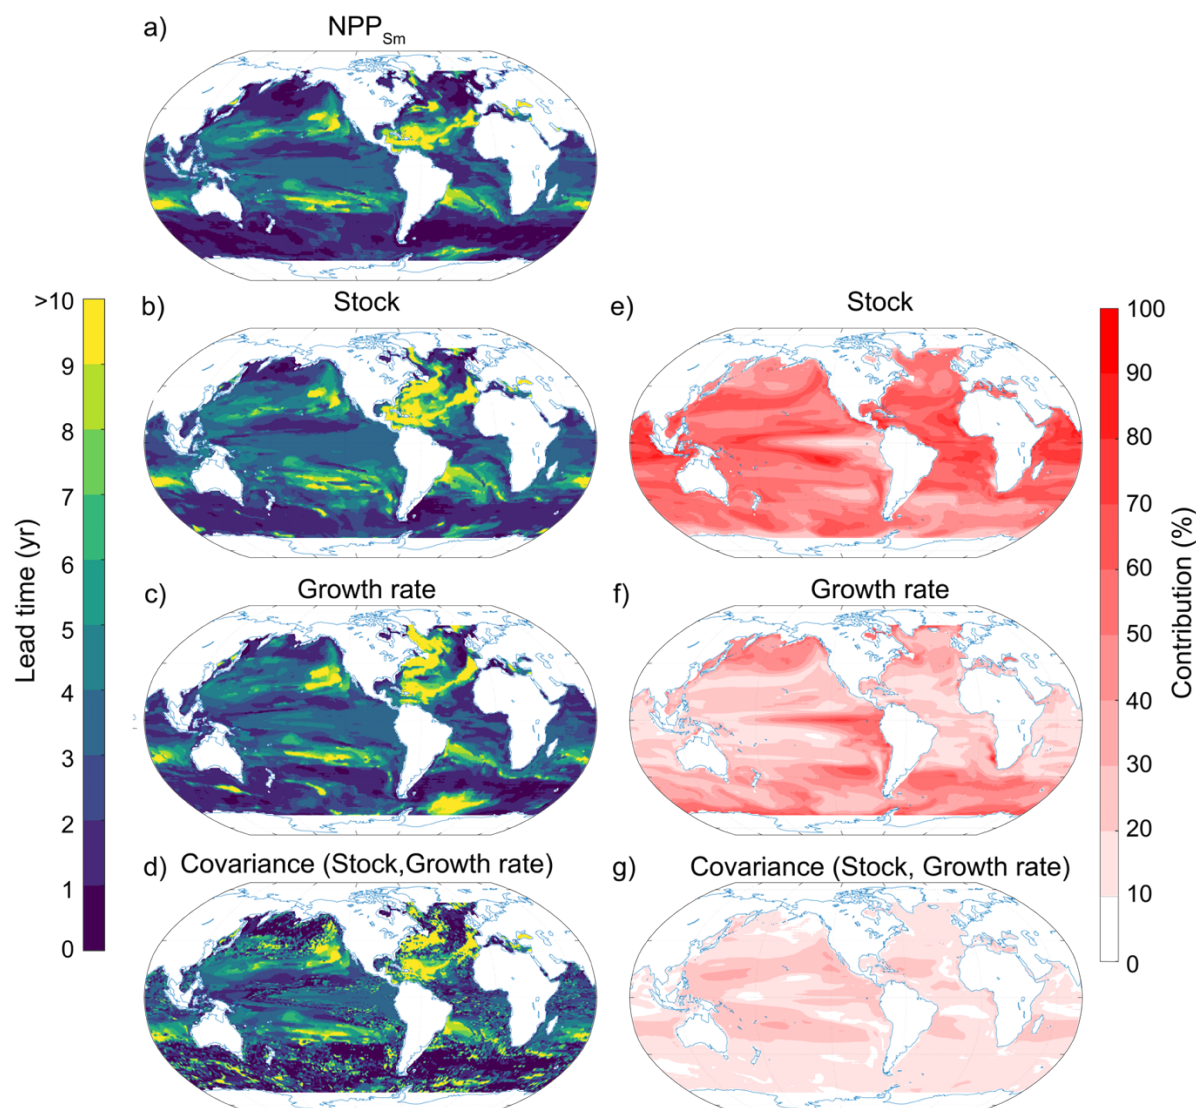 a)
NPPSm
b)
Stock
e)
Stock
>10
9
8
7
6
5
4
3
2
1
0
Lead time (yr)
100
90
80
70
60
50
40
30
20
10
0
Contribution (%)
c)
Growth rate
f)
Growth rate
d)
Covariance (Stock,Growth rate)
g)
Covariance (Stock, Growth rate)